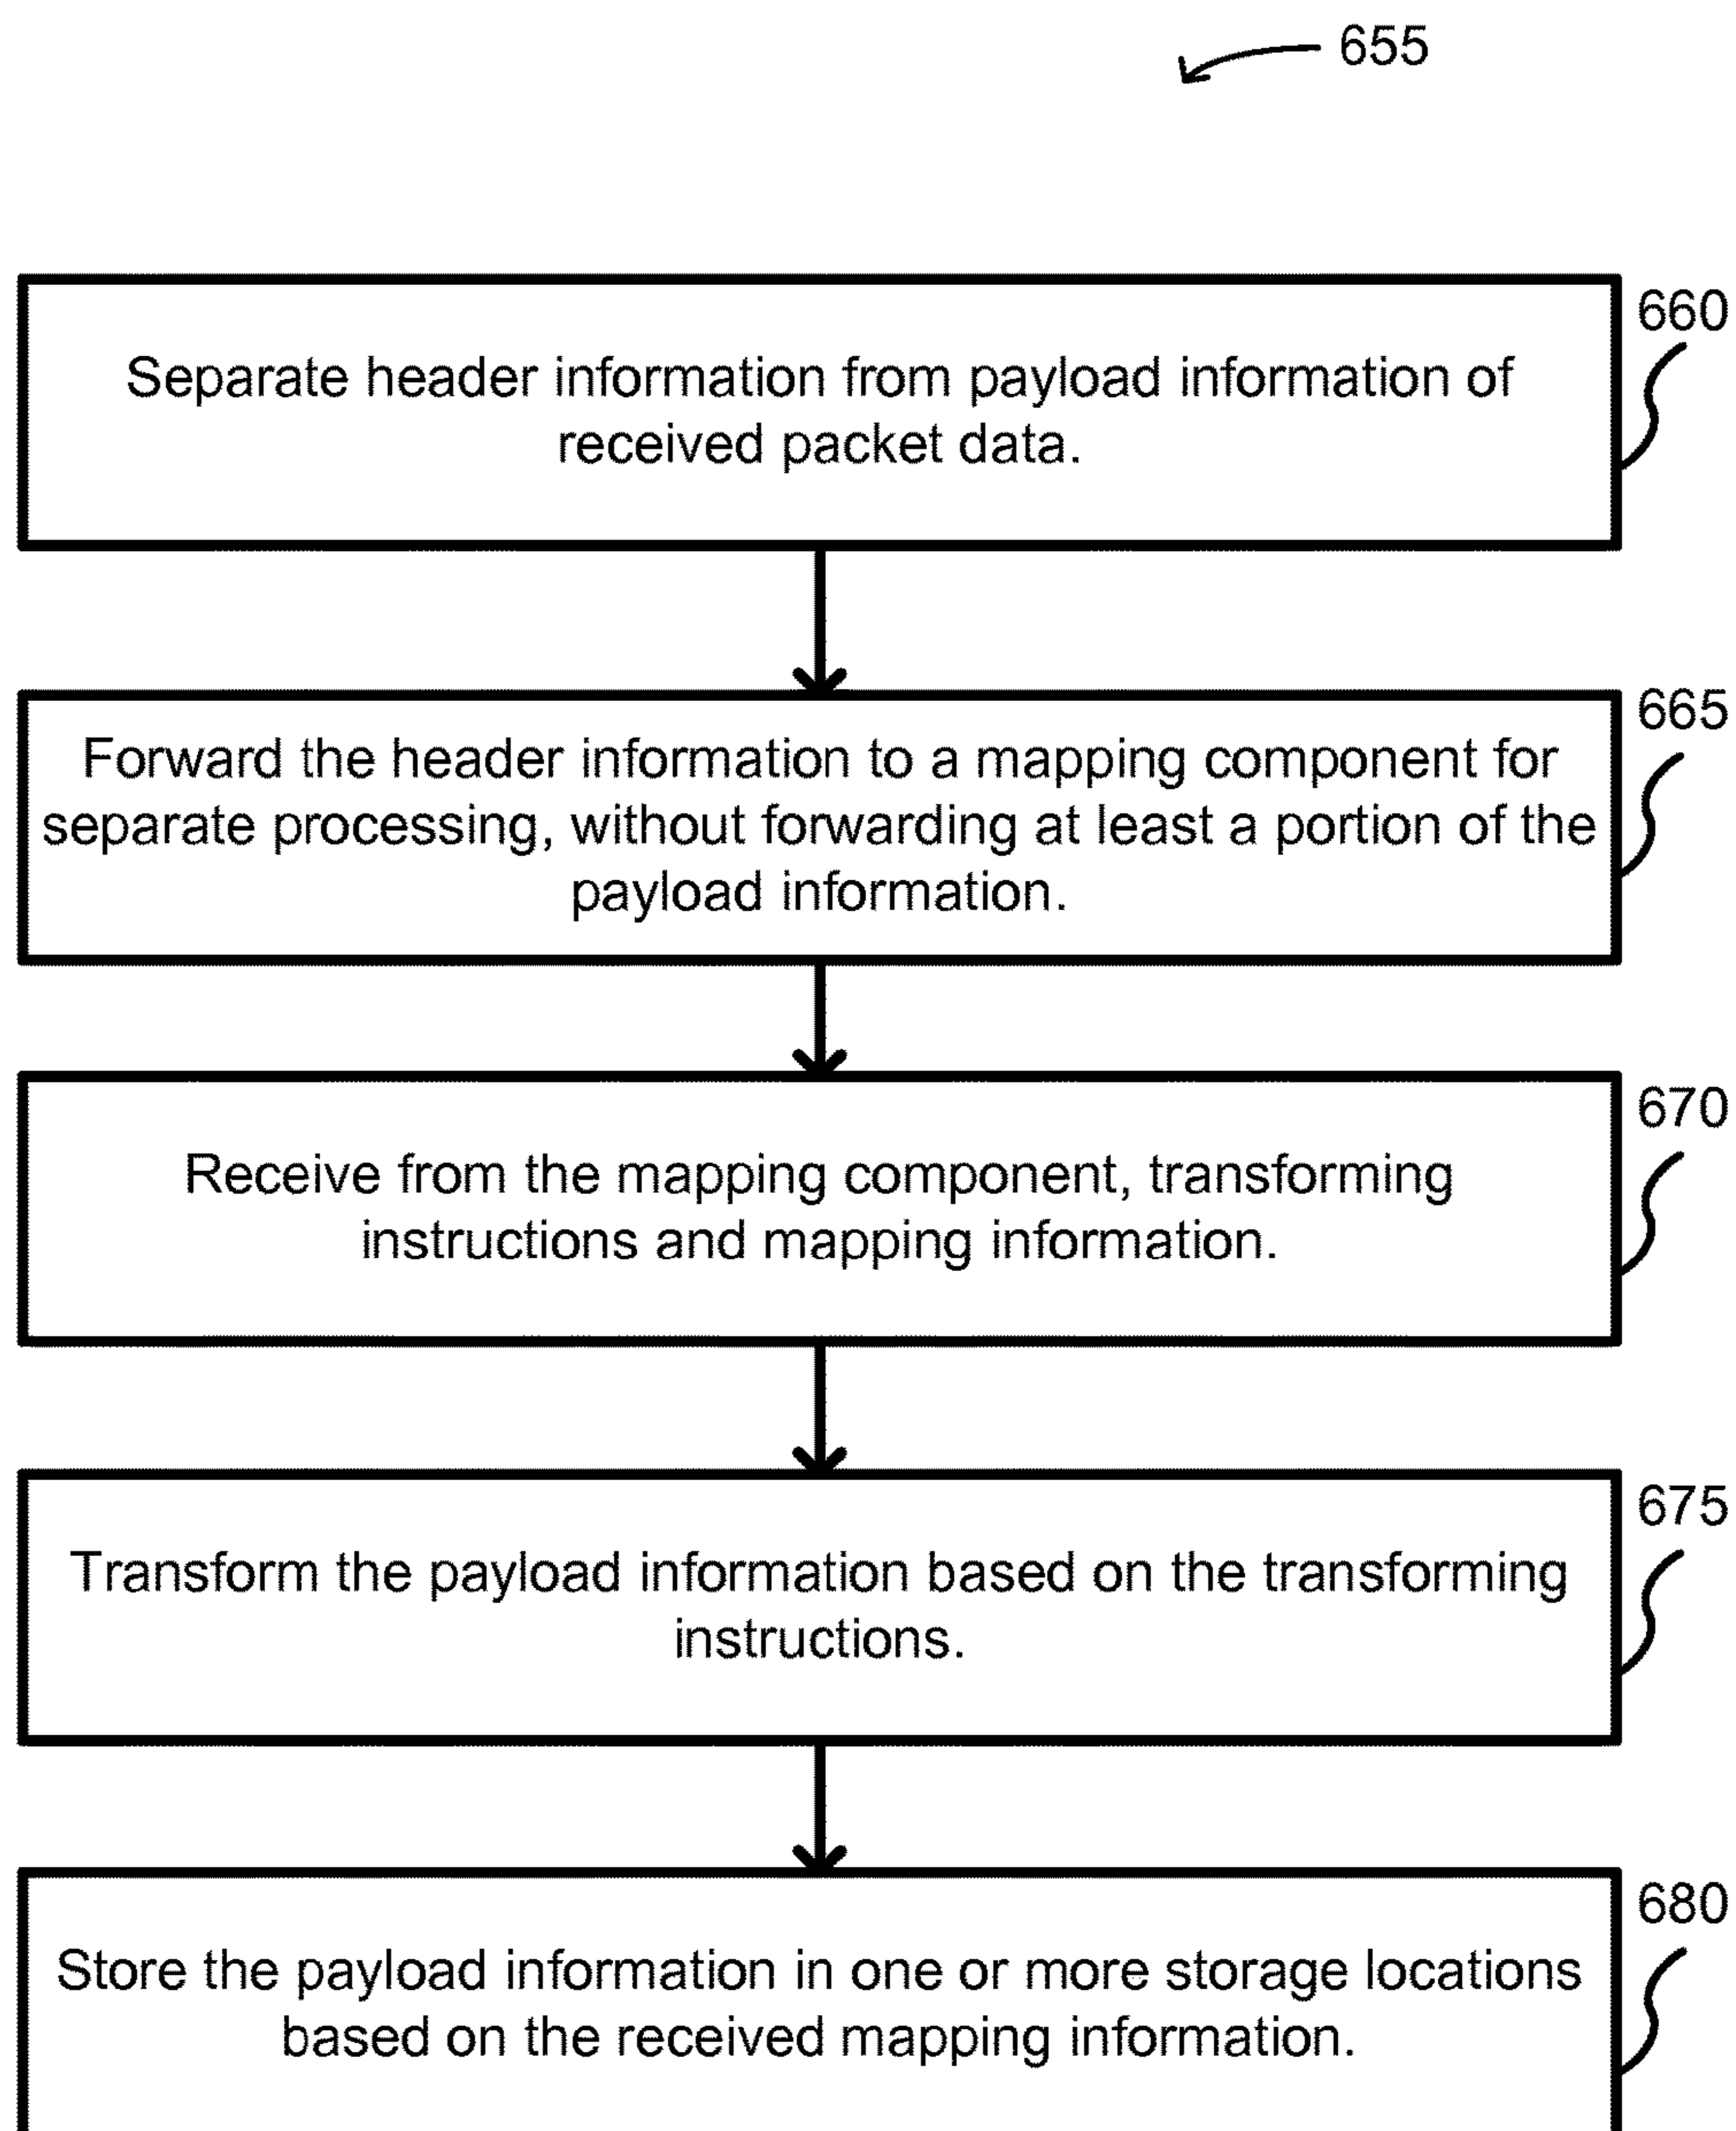 655
660
Separate header information from payload information of
received packet data.
665
Forward the header information to a mapping component for
separate processing, without forwarding at least a portion of the
payload information.
670
Receive from the mapping component, transforming
instructions and mapping information.
675
Transform the payload information based on the transforming
instructions.
680
Store the payload information in one or more storage locations
based on the received mapping information.